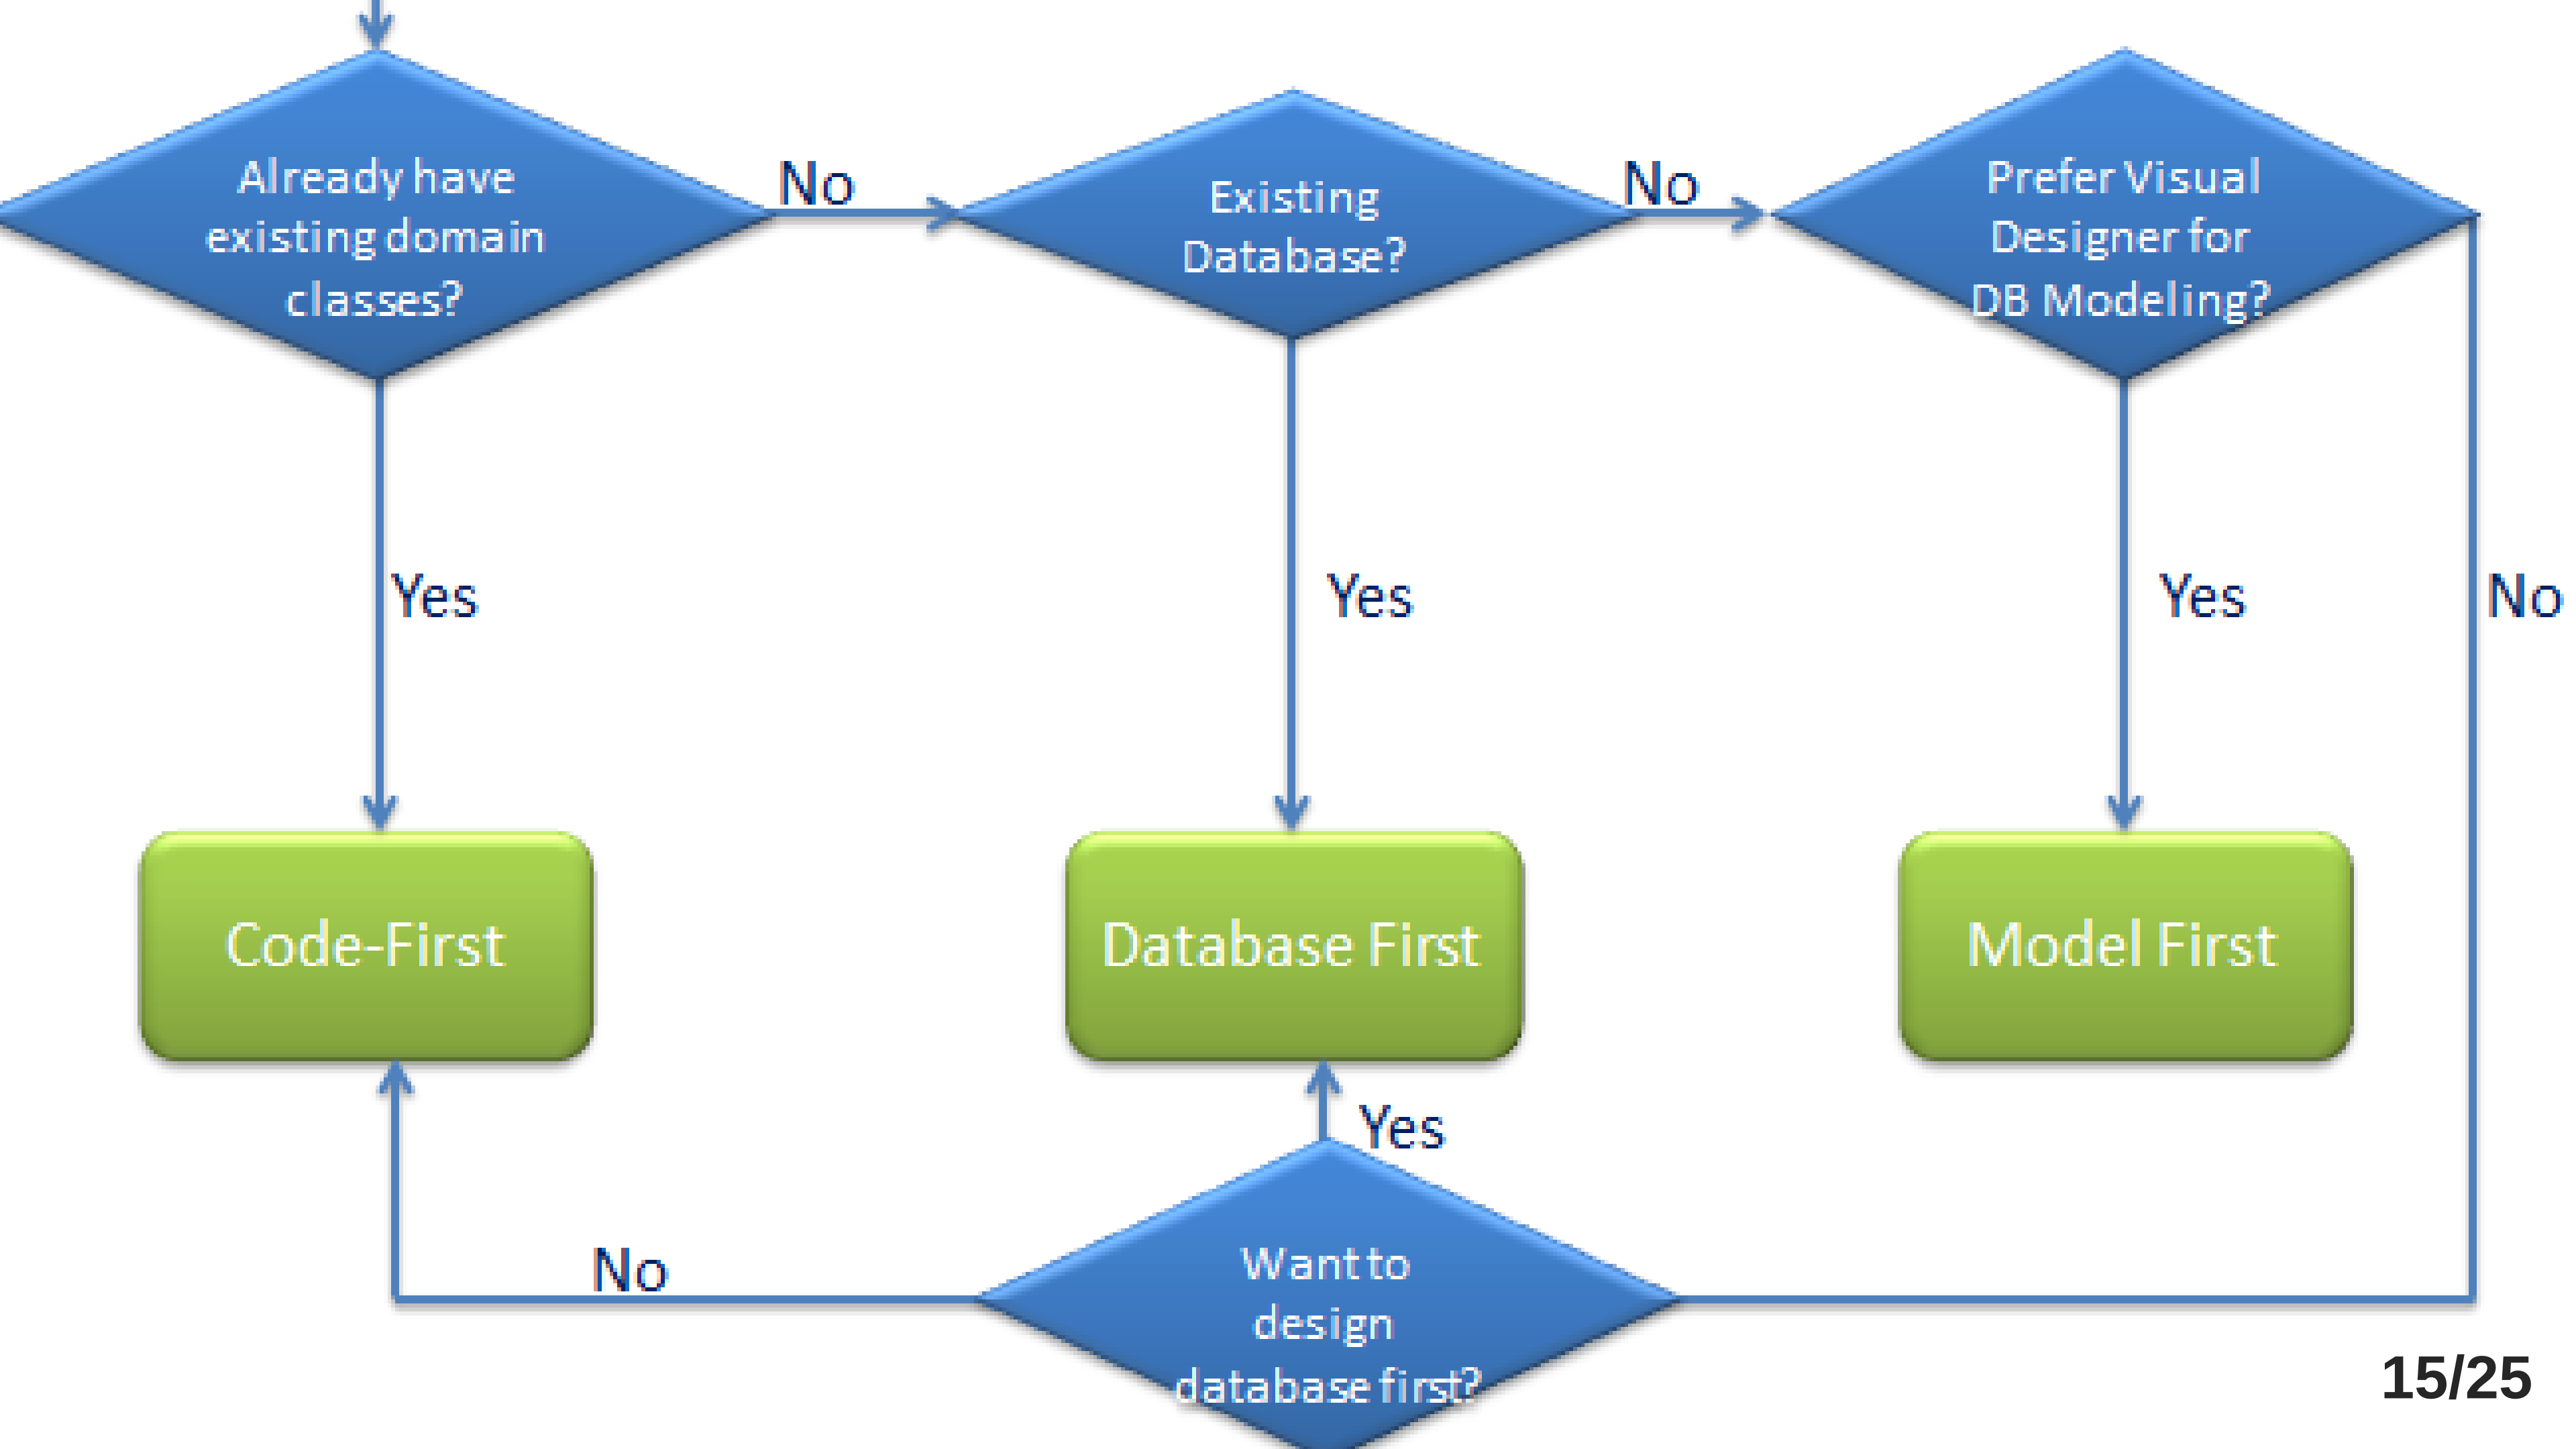 Already have
existing domain
classes?
No
Existing
Database?
No
Prefer Visual
Designer for
DB Modeling?
Yes
Yes
Yes
No
Code-First
Database First
Model First
Yes
No
Want to
design
database first?
15/25